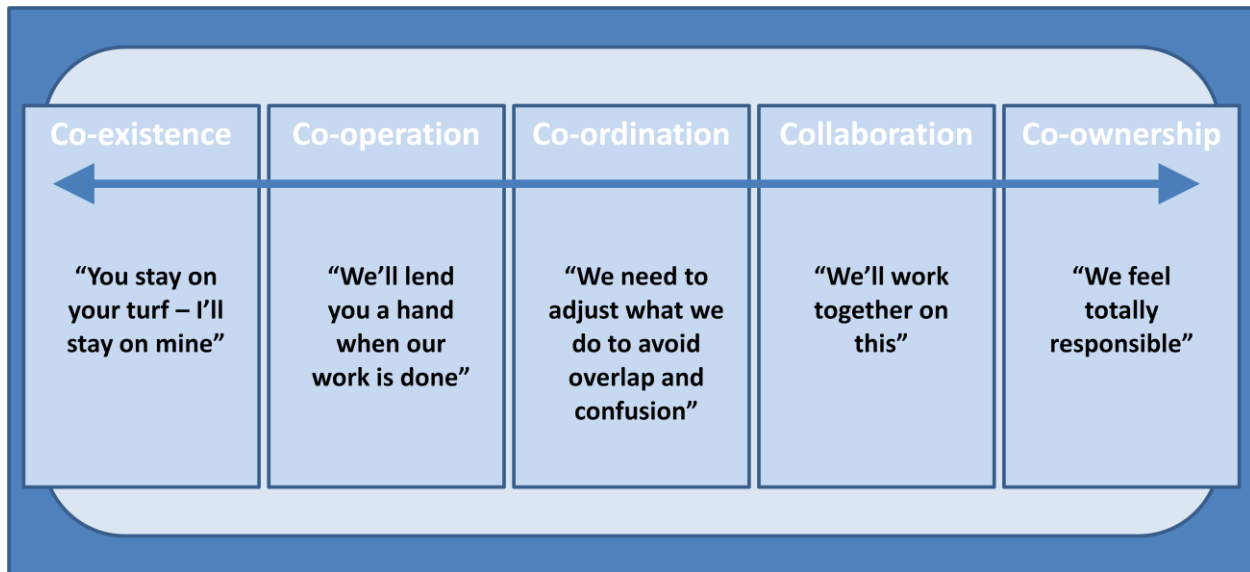 Co-existence
“You stay on
your turf – I’ll
stay on mine”
Co-operation
“We’ll lend
you a hand
when our
work is done”
Co-ordination
“We need to
adjust what we
do to avoid
overlap and
confusion”
Collaboration
“We’ll work
together on
this”
Co-ownership
“We feel
totally
responsible”